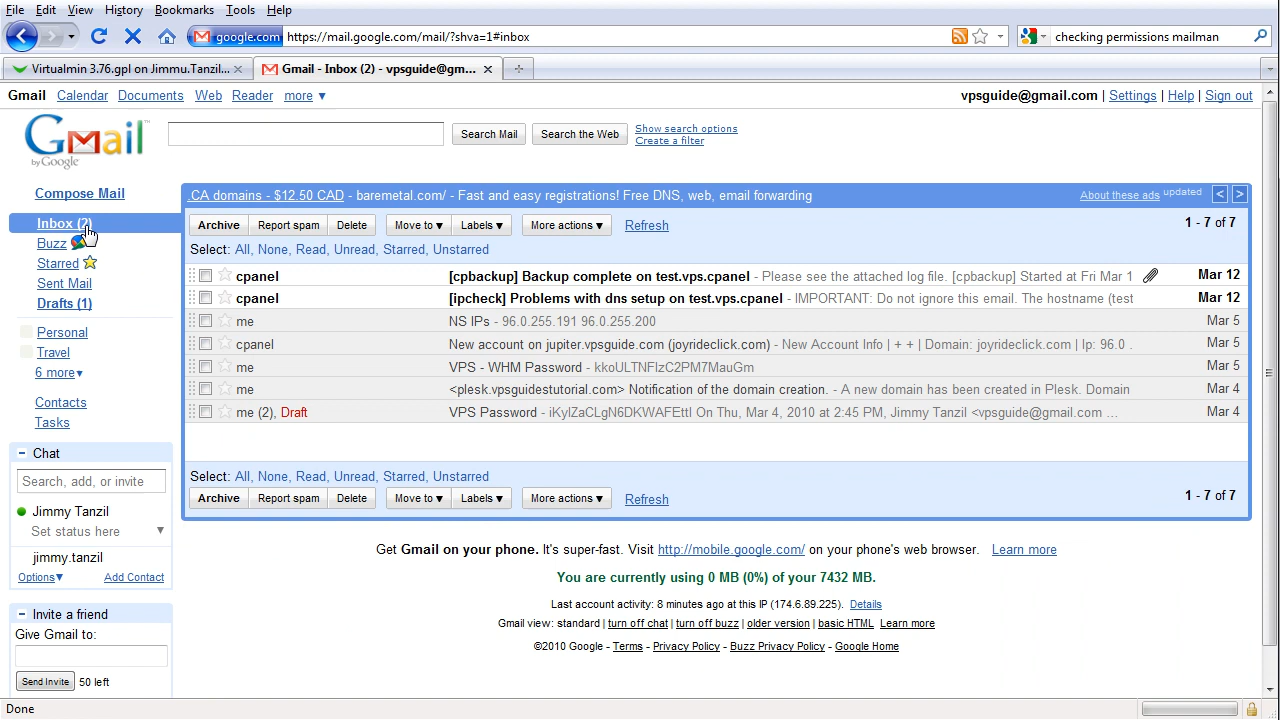 File Edit View History Bookmarks Tools Help
google.com https://mail.google.com/mail/?shva=1#inbox checking permissions mailman
Virtualmin 3.76.gpl on Jimmu.Tanzil... Gmail - Inbox (2) - vpsguide@gm...
Gmail Calendar Documents Web Reader more ▼ vpsguide@gmail.com | Settings | Help | Sign out
Gmail by Google
Search Mail Search the Web Show search options
Create a filter
Compose Mail
Inbox (2)
Buzz
Starred
Sent Mail
Drafts (1)
Personal
Travel
6 more▼
Contacts
Tasks
Chat
Search, add, or invite
Jimmy Tanzil
Set status here
jimmy.tanzil
Options▼ Add Contact
Invite a friend
Give Gmail to:
Send Invite 50 left
.CA domains - $12.50 CAD - baremetal.com/ - Fast and easy registrations! Free DNS, web, email forwarding About these ads updated < >
Archive Report spam Delete Move to▼ Labels▼ More actions▼ Refresh 1 - 7 of 7
Select: All, None, Read, Unread, Starred, Unstarred
cpanel [cpbackup] Backup complete on test.vps.cpanel - Please see the attached log file. [cpbackup] Started at Fri Mar 1 Mar 12
cpanel [ipcheck] Problems with dns setup on test.vps.cpanel - IMPORTANT: Do not ignore this email. The hostname (test Mar 12
me NS IPs - 96.0.255.191 96.0.255.200 Mar 5
cpanel New account on jupiter.vpsguide.com (joyrideclick.com) - New Account Info | + + | Domain: joyrideclick.com | Ip: 96.0 . Mar 5
me VPS - WHM Password - kkoULTNFlzC2PM7MauGm Mar 5
me <plesk.vpsguidestutorial.com> Notification of the domain creation. - A new domain has been created in Plesk. Domain Mar 4
me (2), Draft VPS Password - iKylZaCLgN6DKWAFEttI On Thu, Mar 4, 2010 at 2:45 PM, Jimmy Tanzil <vpsguide@gmail.com ... Mar 4
Select: All, None, Read, Unread, Starred, Unstarred
Archive Report spam Delete Move to▼ Labels▼ More actions▼ Refresh 1 - 7 of 7
Get Gmail on your phone. It's super-fast. Visit http://mobile.google.com/ on your phone's web browser. Learn more
You are currently using 0 MB (0%) of your 7432 MB.
Last account activity: 8 minutes ago at this IP (174.6.89.225). Details
Gmail view: standard | turn off chat | turn off buzz | older version | basic HTML Learn more
©2010 Google - Terms - Privacy Policy - Buzz Privacy Policy - Google Home
Done